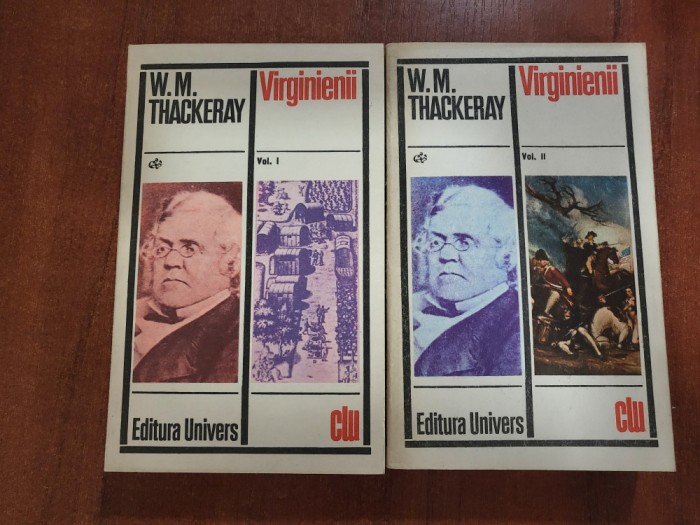 W. M.
THACKERAY
Virginienii
Vol. I
Editura Univers
clu
W. M.
THACKERAY
Virginienii
Vol. II
Editura Univers
clu